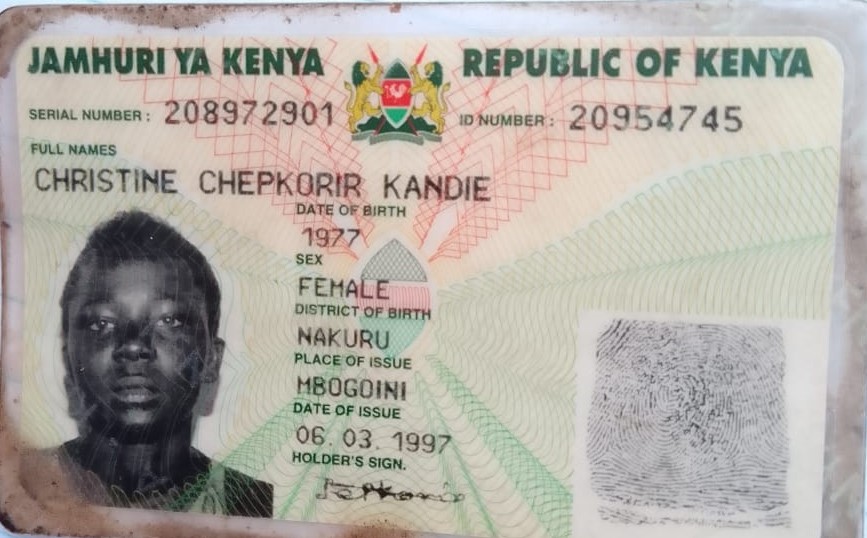 JAMHURI YA KENYA REPUBLIC OF KENYA
SERIAL NUMBER: 208972901 ID NUMBER: 20954745
FULL NAMES
CHRISTINE CHEPKORIR KANDIE
DATE OF BIRTH
1977
SEX
FEMALE
DISTRICT OF BIRTH
NAKURU
PLACE OF ISSUE
MBOGOINI
DATE OF ISSUE
06. 03. 1997
HOLDER'S SIGN.